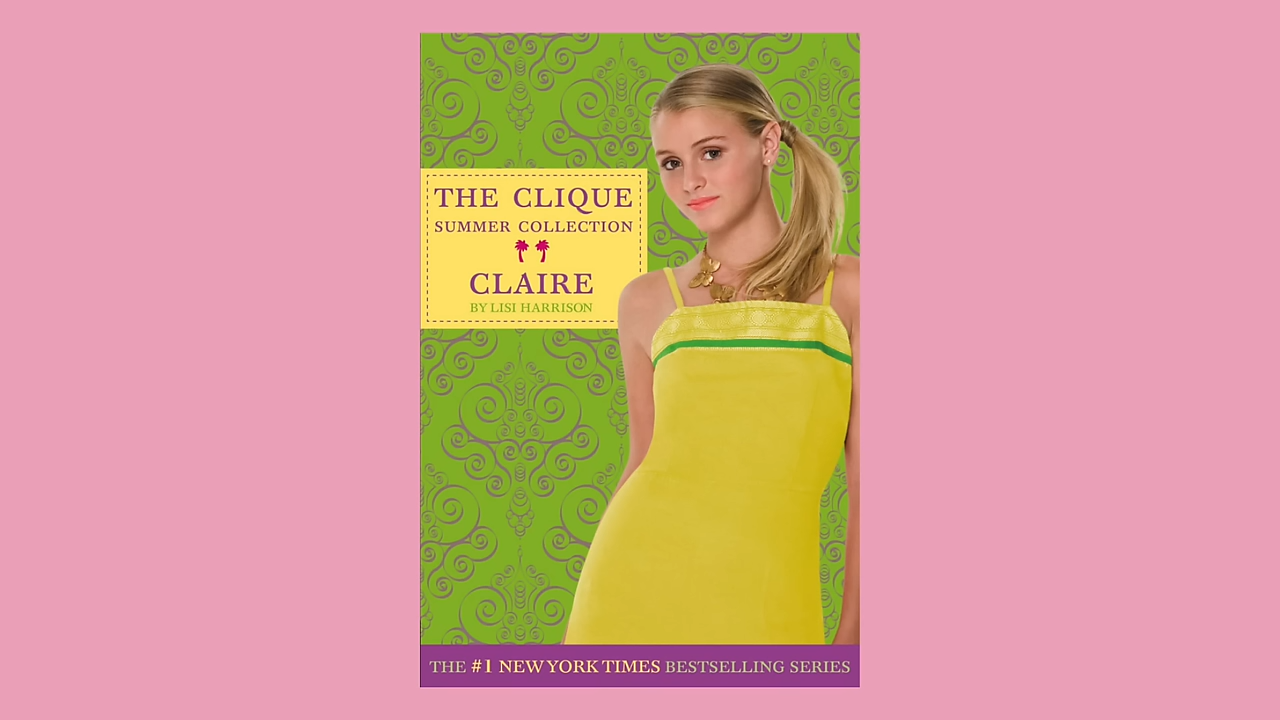 THE CLIQUE
SUMMER COLLECTION
CLAIRE
BY LISI HARRISON
THE #1 NEW YORK TIMES BESTSELLING SERIES